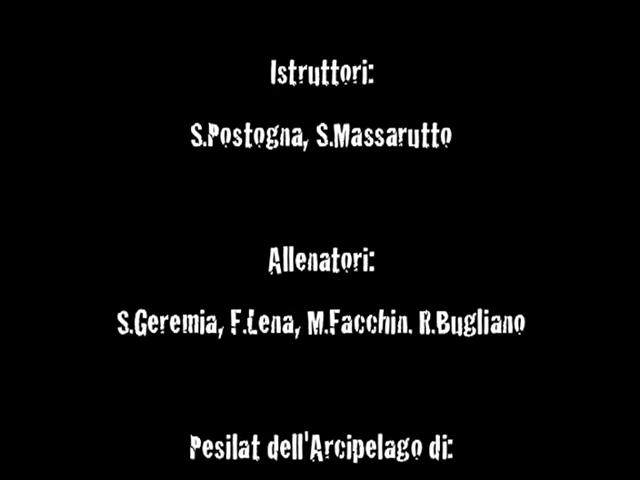 Istruttori:
S.Postogna, S.Massarutto
Allenatori:
S.Geremia, F.Lena, M.Facchin. R.Bugliano
Pesilat dell'Arcipelago di: